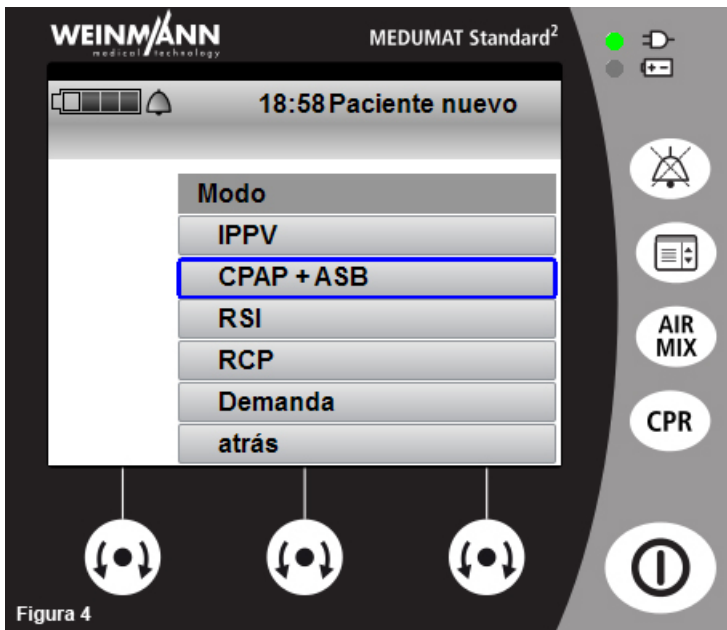 WEINMANN
medical technology
MEDUMAT Standard²
18:58 Paciente nuevo
Modo
IPPV
CPAP + ASB
RSI
RCP
Demanda
atrás
AIR
MIX
CPR
Figura 4